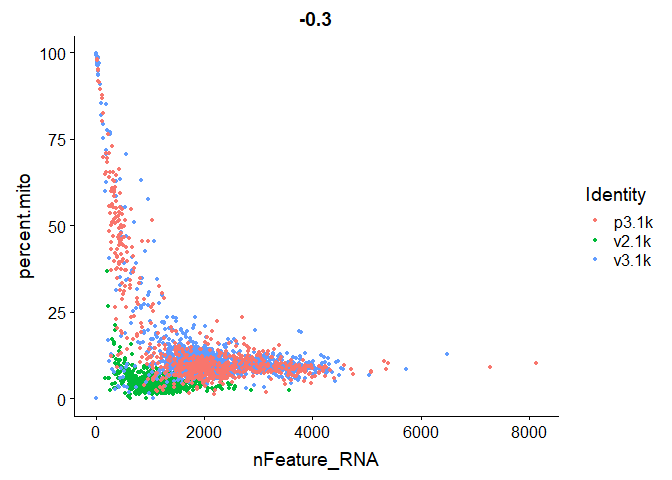 -0.3
percent.mito
100
75
50
25
0
0 2000 4000 6000 8000
nFeature_RNA
Identity
p3.1k
v2.1k
v3.1k